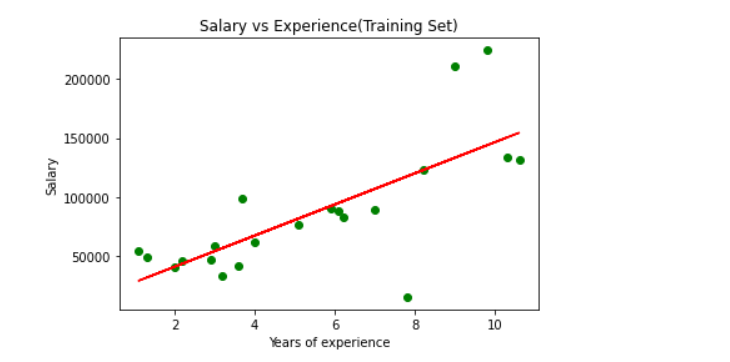 Salary vs Experience(Training Set)
200000
150000
100000
50000
Salary
2 4 6 8 10
Years of experience